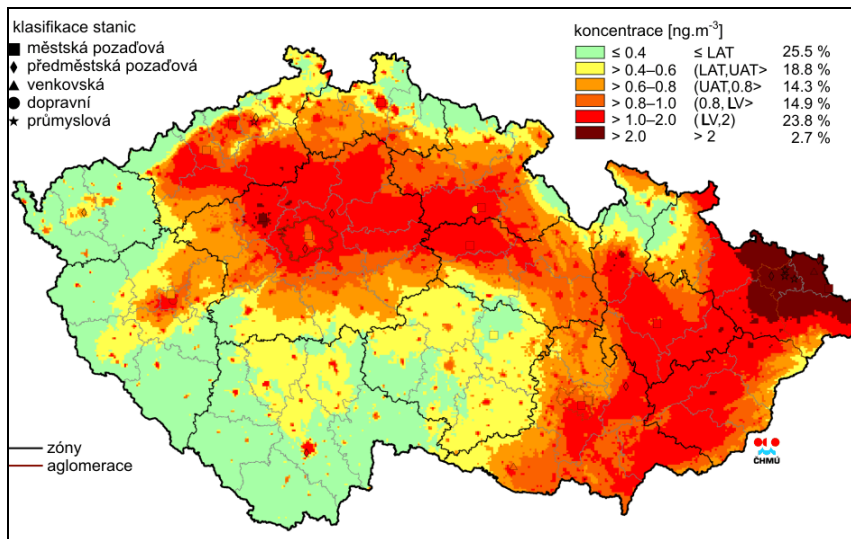 klasifikace stanic
městská pozaďová
předměstská pozaďová
venkovská
dopravní
průmyslová
koncentrace [ng.m⁻³]
≤ 0.4 ≤ LAT 25.5 %
> 0.4–0.6 (LAT,UAT> 18.8 %
> 0.6–0.8 (UAT,0.8> 14.3 %
> 0.8–1.0 (0.8, LV> 14.9 %
> 1.0–2.0 (LV,2) 23.8 %
> 2.0 > 2 2.7 %
zóny
aglomerace
ČHMÚ